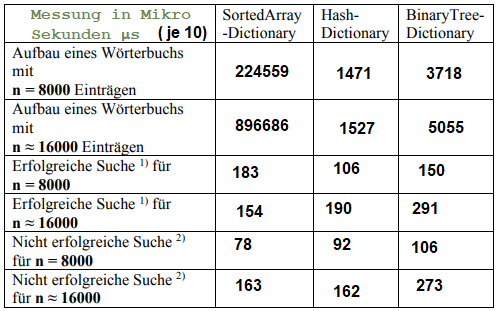 Messung in Mikro Sekunden µs (je 10) SortedArray-Dictionary Hash-Dictionary BinaryTree-Dictionary
Aufbau eines Wörterbuchs
mit
n = 8000 Einträgen 224559 1471 3718
Aufbau eines Wörterbuchs
mit
n ≈ 16000 Einträgen 896686 1527 5055
Erfolgreiche Suche 1) für
n = 8000 183 106 150
Erfolgreiche Suche 1) für
n ≈ 16000 154 190 291
Nicht erfolgreiche Suche 2)
für n = 8000 78 92 106
Nicht erfolgreiche Suche 2)
für n ≈ 16000 163 162 273